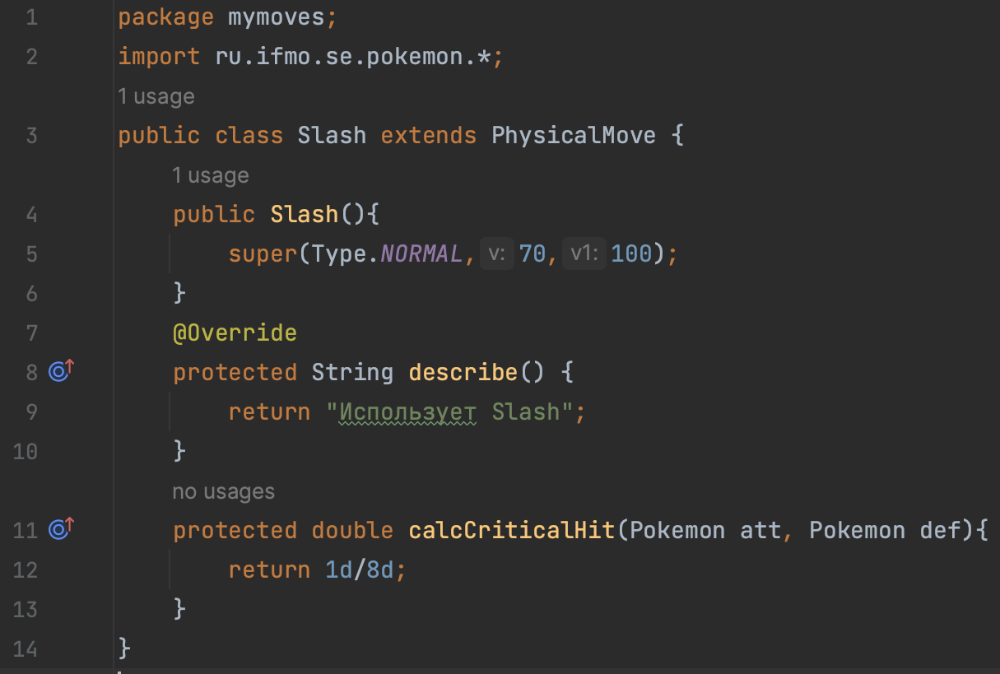 1 package mymoves;
2 import ru.ifmo.se.pokemon.*;
1 usage
3 public class Slash extends PhysicalMove {
1 usage
4 public Slash(){
5 super(Type.NORMAL, v: 70, v1: 100);
6 }
7 @Override
8 protected String describe() {
9 return "Использует Slash";
10 }
no usages
11 protected double calcCriticalHit(Pokemon att, Pokemon def){
12 return 1d/8d;
13 }
14 }